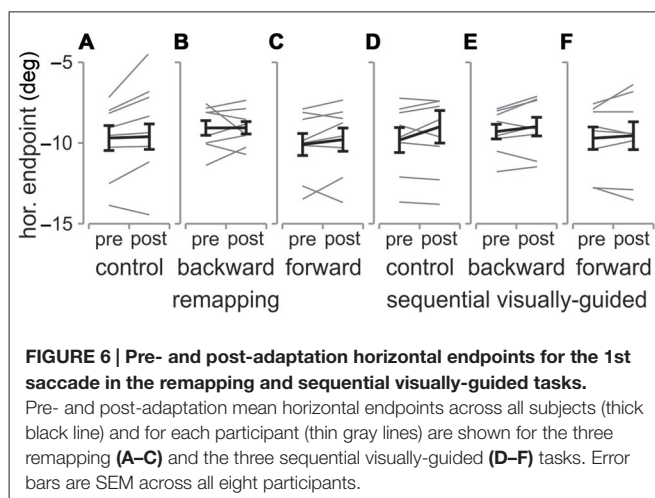 A B C D E F
−5
−10
−15
hor. endpoint (deg)
pre post pre post pre post pre post pre post pre post
control backward forward control backward forward
remapping sequential visually-guided
FIGURE 6 | Pre- and post-adaptation horizontal endpoints for the 1st
saccade in the remapping and sequential visually-guided tasks.
Pre- and post-adaptation mean horizontal endpoints across all subjects (thick
black line) and for each participant (thin gray lines) are shown for the three
remapping (A–C) and the three sequential visually-guided (D–F) tasks. Error
bars are SEM across all eight participants.